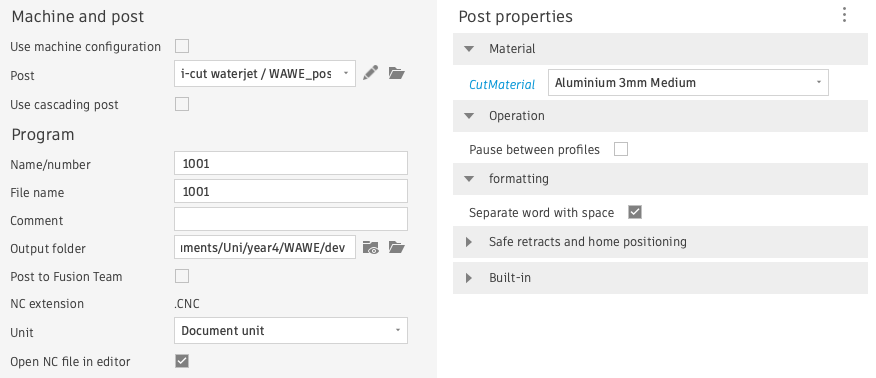 Machine and post
Use machine configuration
Post
i-cut waterjet / WAWE_pos
Use cascading post
Program
Name/number
1001
File name
1001
Comment
Output folder
uments/Uni/year4/WAWE/dev
Post to Fusion Team
NC extension
.CNC
Unit
Document unit
Open NC file in editor
Post properties
Material
CutMaterial
Aluminium 3mm Medium
Operation
Pause between profiles
formatting
Separate word with space
Safe retracts and home positioning
Built-in